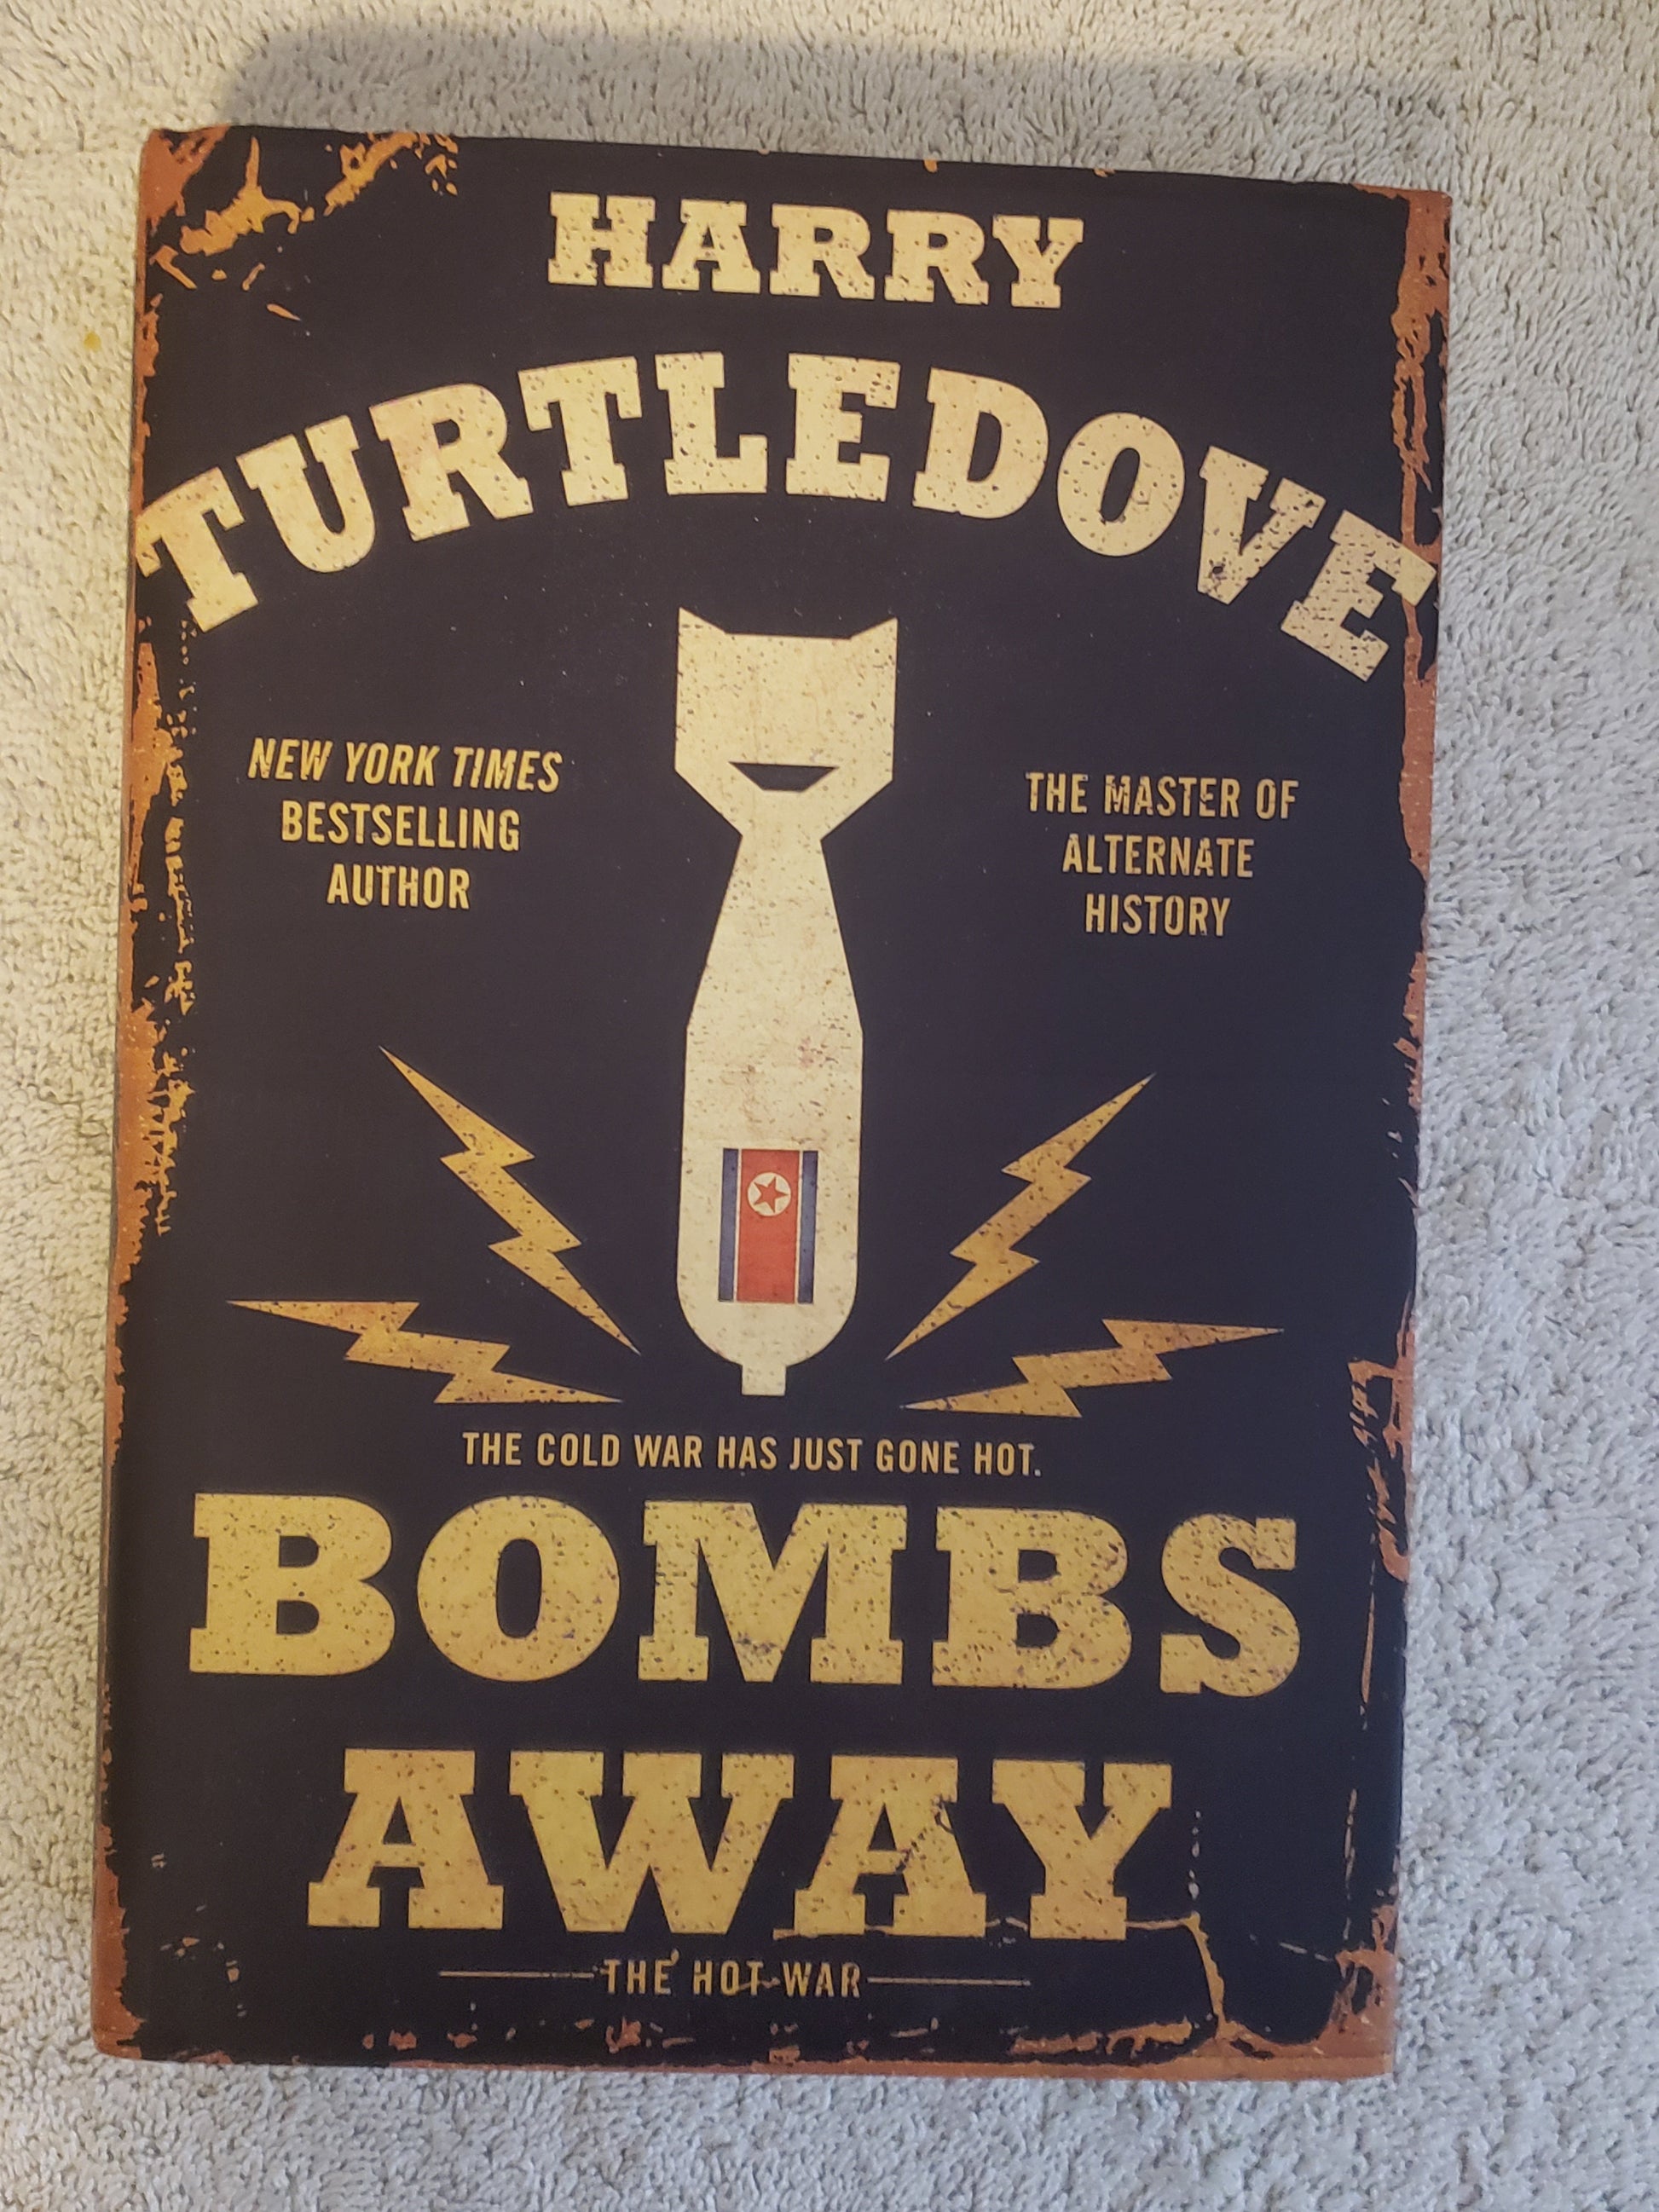 HARRY
TURTLEDOVE
NEW YORK TIMES
BESTSELLING
AUTHOR
THE MASTER OF
ALTERNATE
HISTORY
THE COLD WAR HAS JUST GONE HOT.
BOMBS
AWAY
THE HOT WAR